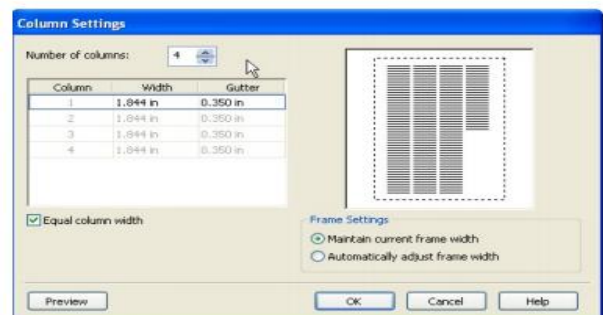 Column Settings
Number of columns: 4
Column Width Gutter
1 1.844 in 0.350 in
2 1.844 in 0.350 in
3 1.844 in 0.350 in
4 1.844 in 0.350 in
Equal column width
Frame Settings
Maintain current frame width
Automatically adjust frame width
Preview OK Cancel Help